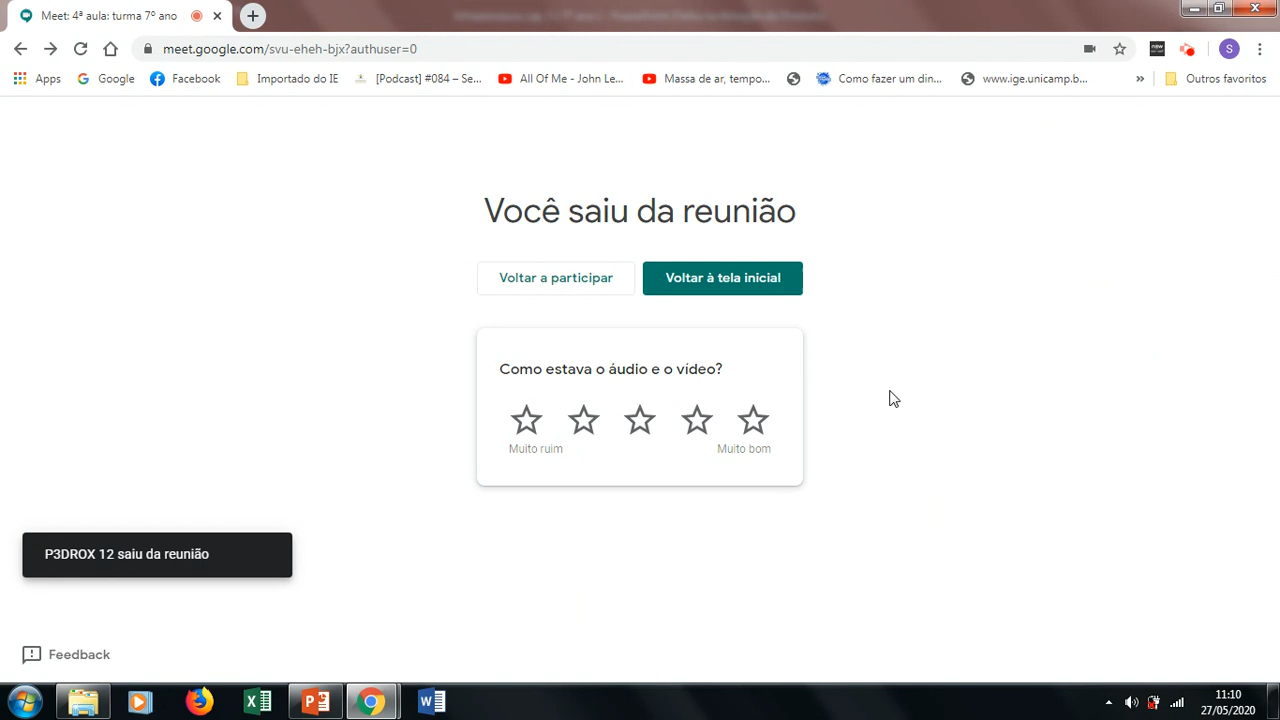 Meet: 4ª aula: turma 7º ano
meet.google.com/svu-eheh-bjx?authuser=0
S
Apps
Google
Facebook
Importado do IE
[Podcast] #084 – Se...
All Of Me - John Le...
Massa de ar, tempo...
Como fazer um din...
www.ige.unicamp.b...
»
Outros favoritos
Você saiu da reunião
Voltar a participar
Voltar à tela inicial
Como estava o áudio e o vídeo?
Muito ruim
Muito bom
P3DROX 12 saiu da reunião
Feedback
11:10
27/05/2020